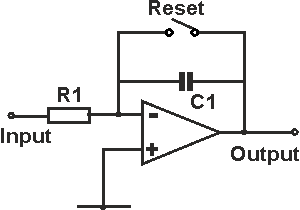 Reset
R1
C1
-
+
Input
Output